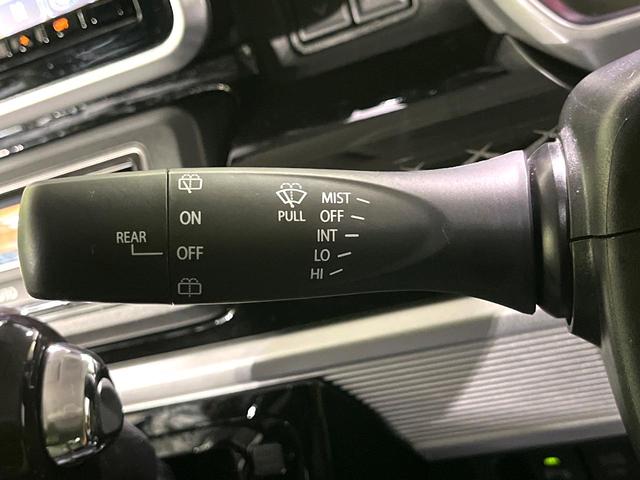 REAR
ON
OFF
PULL
MIST
OFF
INT
LO
HI